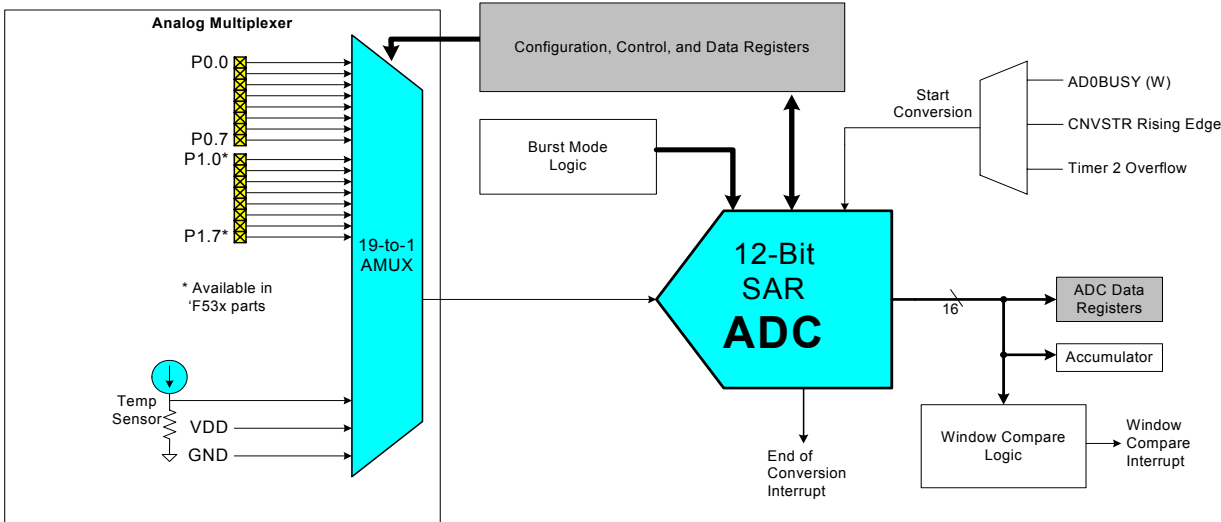 Analog Multiplexer
P0.0
P0.7
P1.0*
P1.7*
19-to-1
AMUX
* Available in
‘F53x parts
Temp
Sensor
VDD
GND
Configuration, Control, and Data Registers
Burst Mode
Logic
Start
Conversion
AD0BUSY (W)
CNVSTR Rising Edge
Timer 2 Overflow
12-Bit
SAR
ADC
16
ADC Data
Registers
Accumulator
Window Compare
Logic
Window
Compare
Interrupt
End of
Conversion
Interrupt